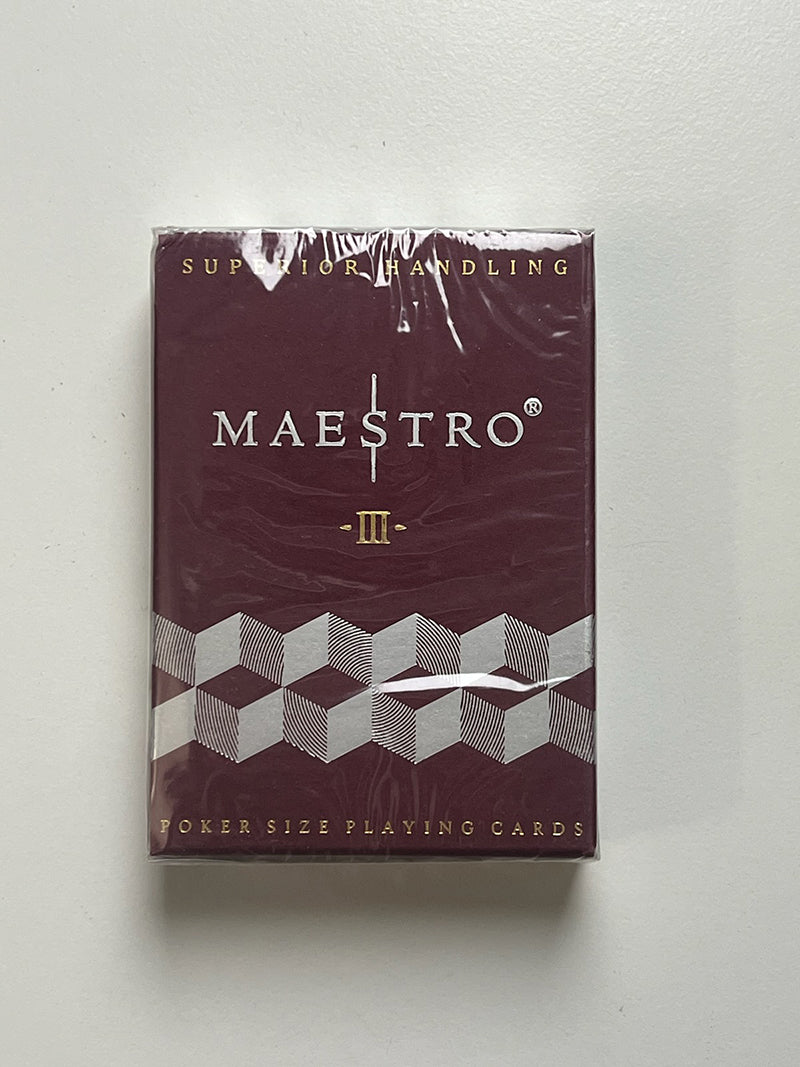 SUPERIOR HANDLING
MAESTRO®
III
POKER SIZE PLAYING CARDS